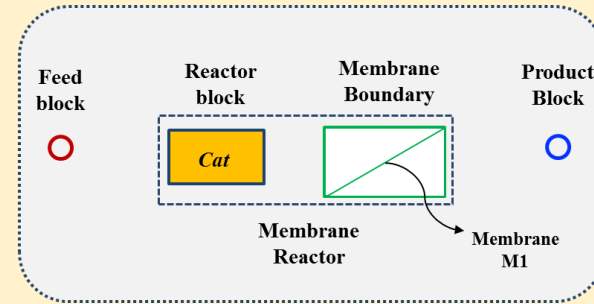 Feed
block
Reactor
block
Membrane
Boundary
Product
Block
Cat
Membrane
Reactor
Membrane
M1